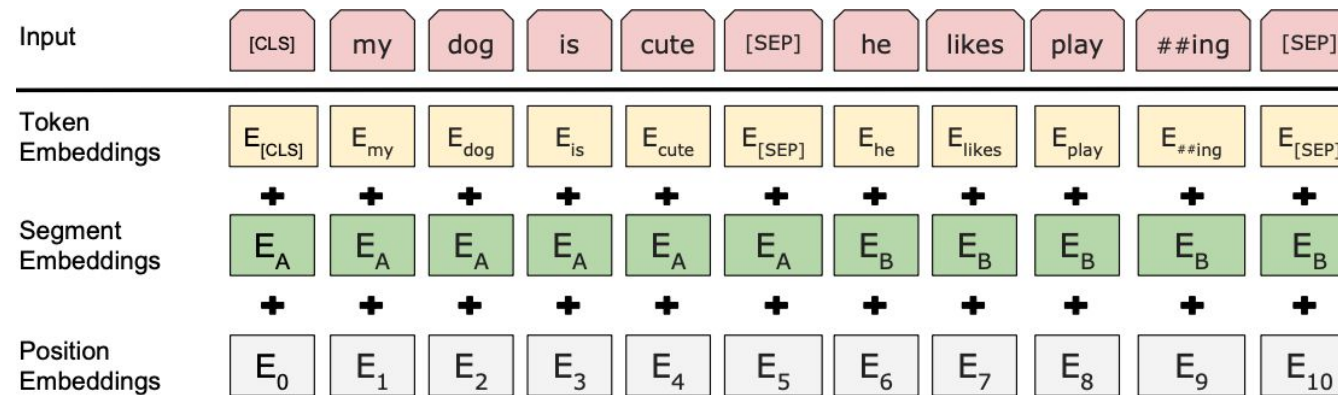 Input [CLS] my dog is cute [SEP] he likes play ##ing [SEP]
Token
Embeddings E[CLS] Emy Edog Eis Ecute E[SEP] Ehe Elikes Eplay E##ing E[SEP]
+ + + + + + + + + + +
Segment
Embeddings EA EA EA EA EA EA EB EB EB EB EB
+ + + + + + + + + + +
Position
Embeddings E0 E1 E2 E3 E4 E5 E6 E7 E8 E9 E10